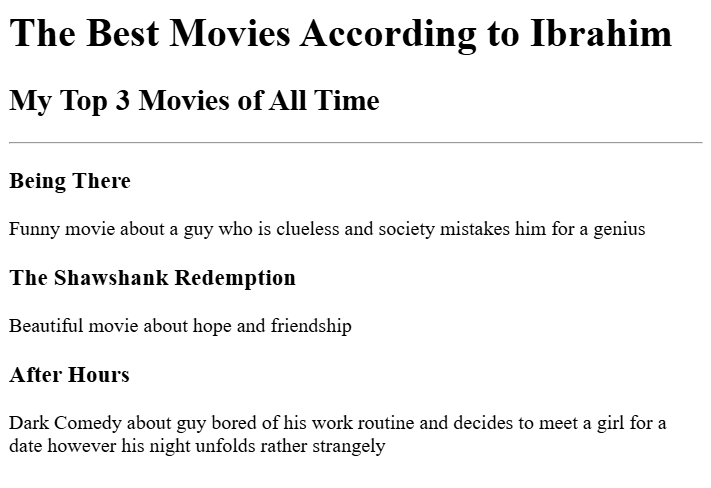 The Best Movies According to Ibrahim
My Top 3 Movies of All Time
Being There
Funny movie about a guy who is clueless and society mistakes him for a genius
The Shawshank Redemption
Beautiful movie about hope and friendship
After Hours
Dark Comedy about guy bored of his work routine and decides to meet a girl for a
date however his night unfolds rather strangely